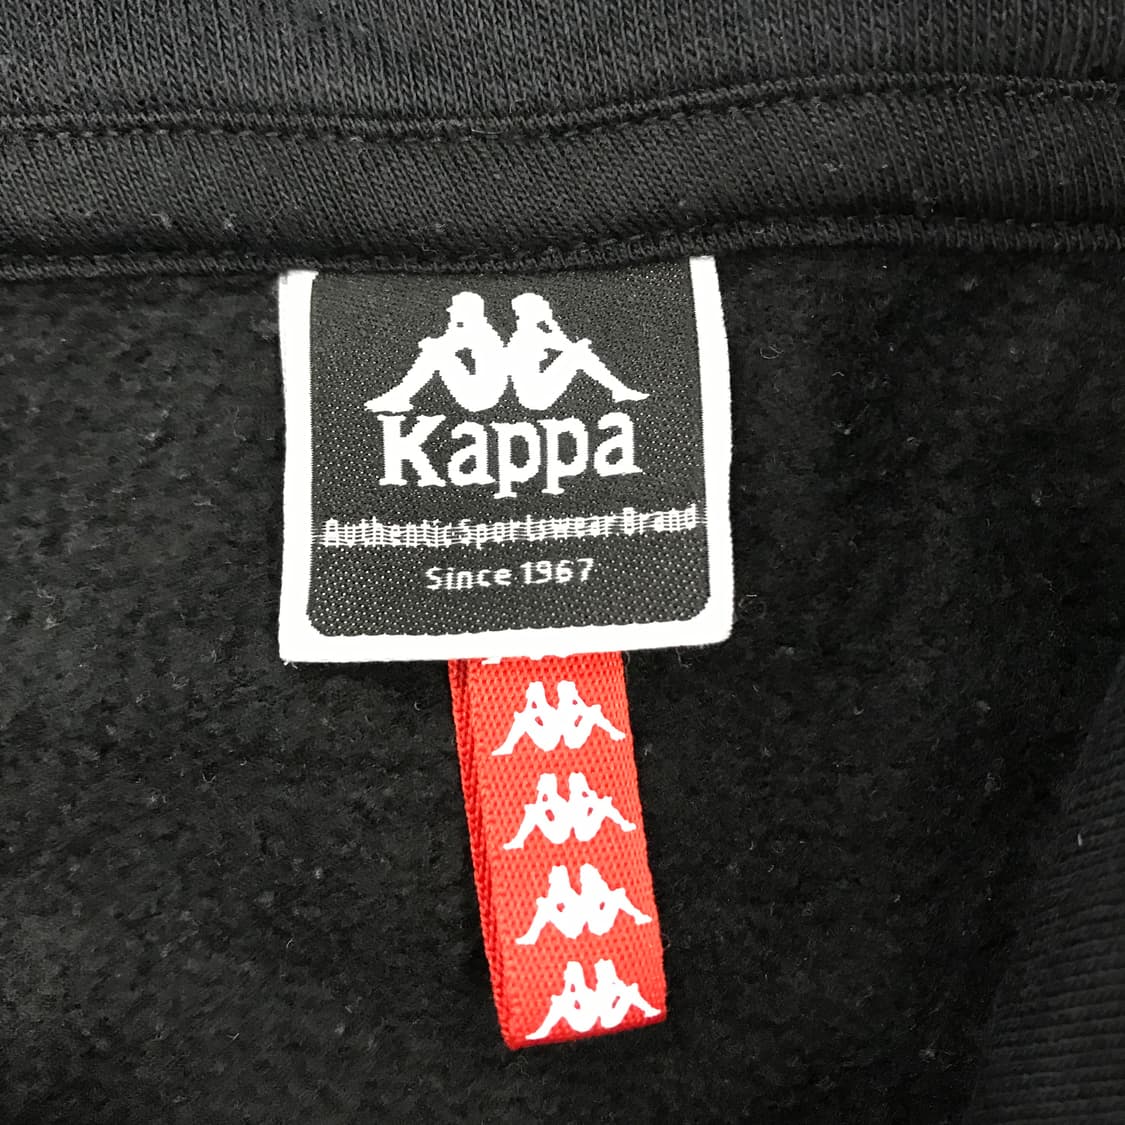 Kappa
Authentic Sportswear Brand
Since 1967